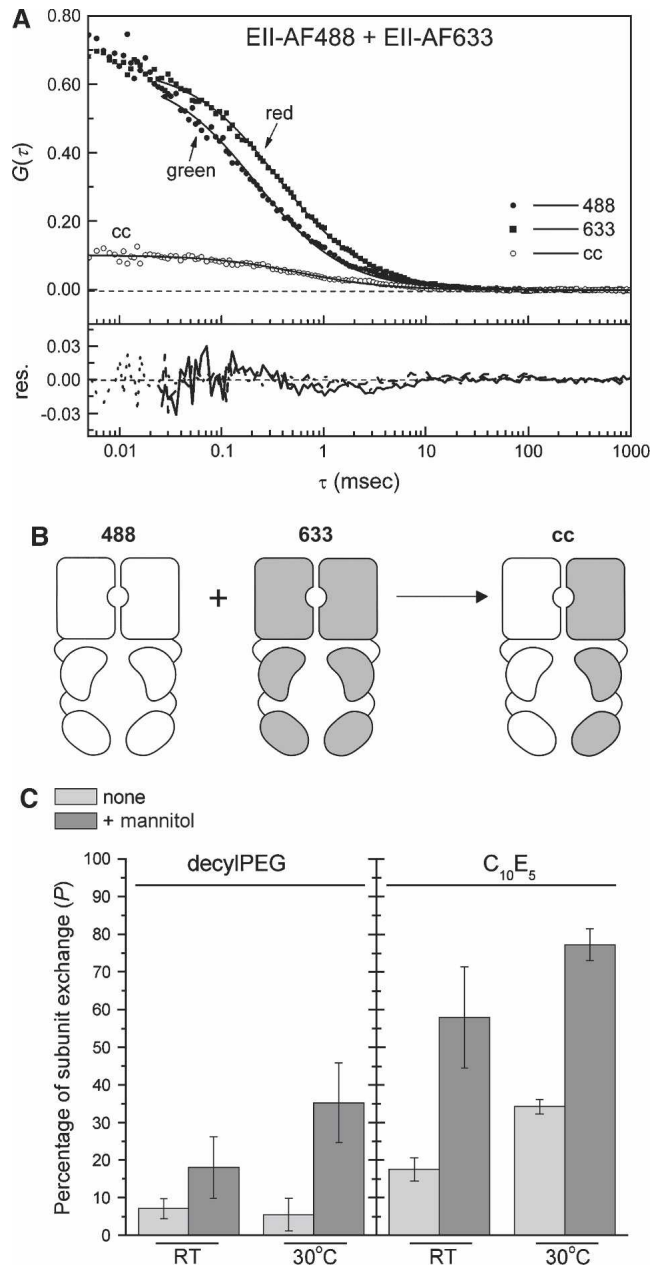 A
EII-AF488 + EII-AF633
0.80
0.60
0.40
0.20
0.00
G(τ)
red
green
cc
488
633
cc
0.03
0.00
-0.03
res.
0.01
0.1
1
10
100
1000
τ (msec)
B
488
633
cc
+
C
none
+ mannitol
decylPEG
C₁₀E₅
100
90
80
70
60
50
40
30
20
10
0
Percentage of subunit exchange (P)
RT
30°C
RT
30°C